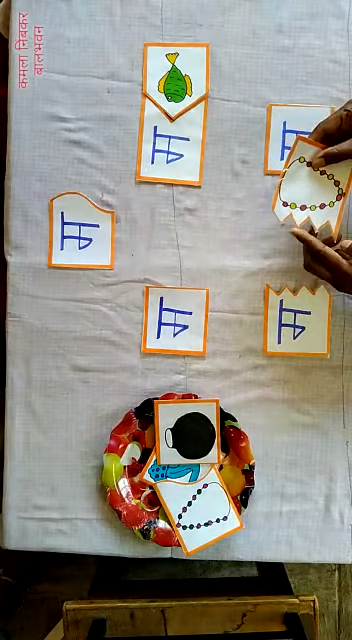 कमला निंबकर
बालभवन
मा
मा
मा
मा
मा